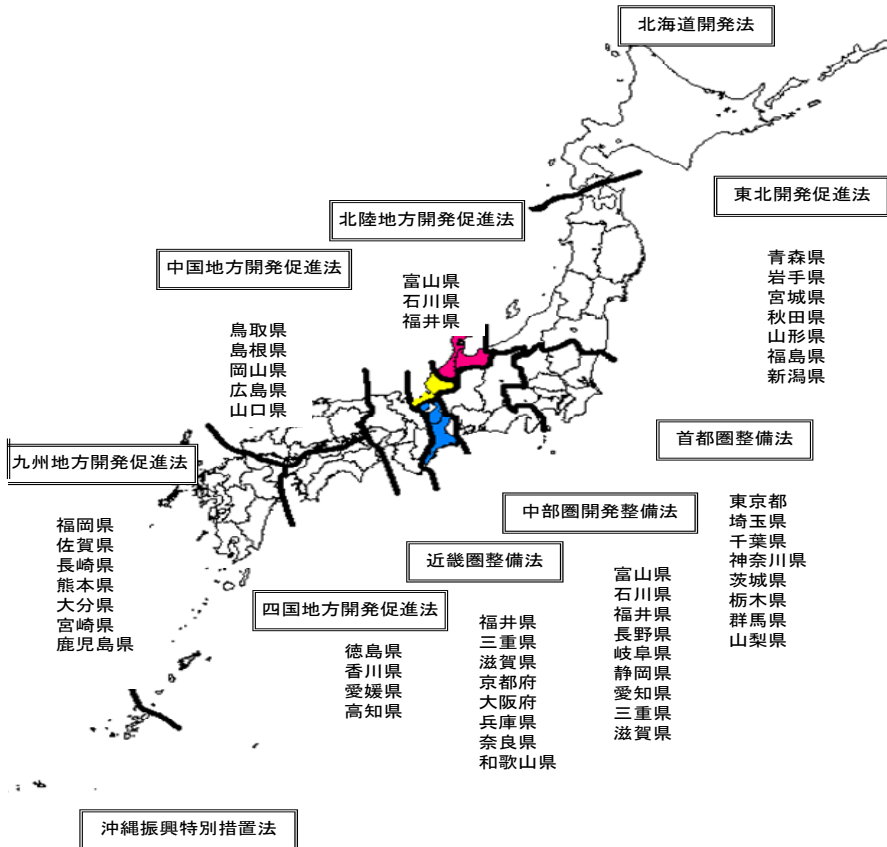 北海道開発法
東北開発促進法
青森県
岩手県
宮城県
秋田県
山形県
福島県
新潟県
北陸地方開発促進法
富山県
石川県
福井県
中国地方開発促進法
鳥取県
島根県
岡山県
広島県
山口県
首都圏整備法
東京都
埼玉県
千葉県
神奈川県
茨城県
栃木県
群馬県
山梨県
九州地方開発促進法
福岡県
佐賀県
長崎県
熊本県
大分県
宮崎県
鹿児島県
中部圏開発整備法
富山県
石川県
福井県
長野県
岐阜県
静岡県
愛知県
三重県
滋賀県
近畿圏整備法
福井県
三重県
滋賀県
京都府
大阪府
兵庫県
奈良県
和歌山県
四国地方開発促進法
徳島県
香川県
愛媛県
高知県
沖縄振興特別措置法